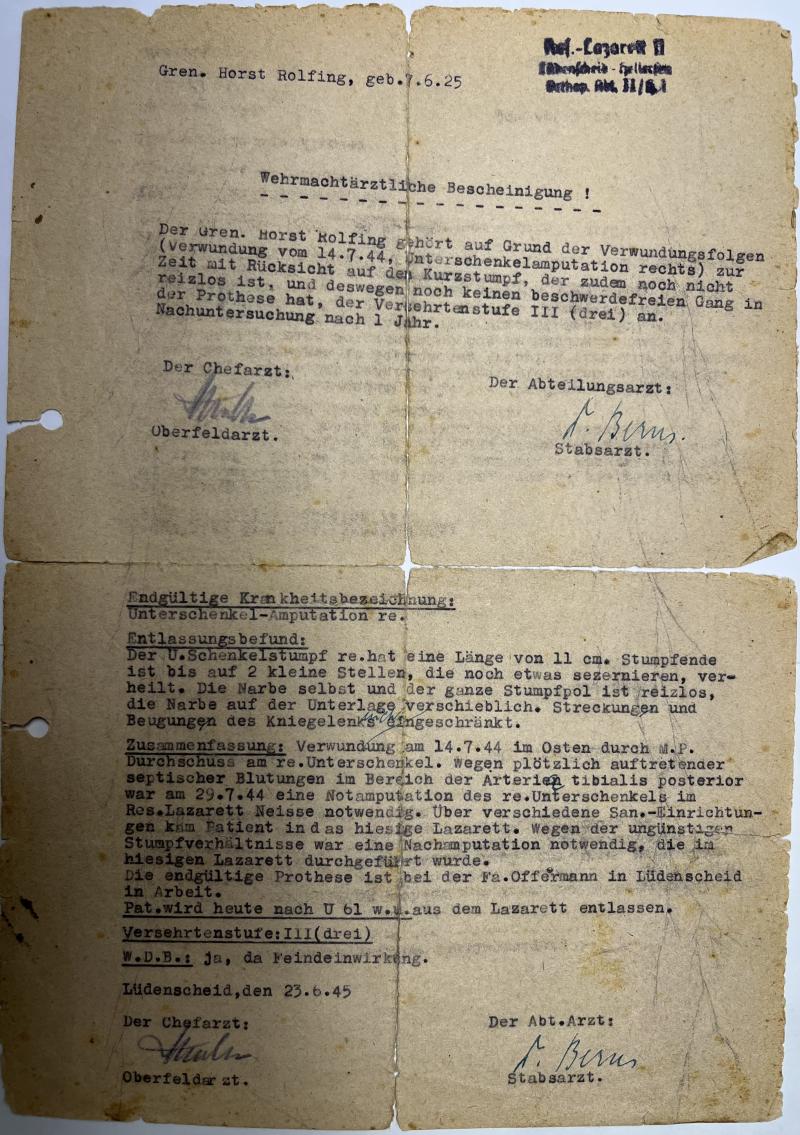 Gren. Horst Rolfing, geb.7.6.25
Res.-Lazarett II
Lüdenscheid - Hellersen
Orthop. Abt. II/
Wehrmachtärztliche Bescheinigung !
Der Gren. Horst Rolfing gehört auf Grund der Verwundungsfolgen
(Verwundung vom 14.7.44, Unterschenkelamputation rechts) zur
Zeit mit Rücksicht auf den Kurzstumpf, der zudem noch nicht
reizlos ist, und deswegen noch keinen beschwerdefreien Gang in
der Prothese hat, der Versehrtenstufe III (drei) an.
Nachuntersuchung nach 1 Jahr.
Der Chefarzt:
Der Abteilungsarzt:
Dr. Berns.
Oberfeldarzt.
Stabsarzt.
Endgültige Krankheitsbezeichnung:
Unterschenkel-Amputation re.
Entlassungsbefund:
Der U.Schenkelstumpf re.hat eine Länge von 11 cm. Stumpfende
ist bis auf 2 kleine Stellen, die noch etwas sezernieren, ver-
heilt. Die Narbe selbst und der ganze Stumpfpol ist reizlos,
die Narbe auf der Unterlage verschieblich. Streckungen und
Beugungen des Kniegelenks nicht eingeschränkt.
Zusammenfassung: Verwundung am 14.7.44 im Osten durch M.P.
Durchschuss am re.Unterschenkel. Wegen plötzlich auftretender
septischer Blutungen im Bereich der Arterie tibialis posterior
war am 29.7.44 eine Notamputation des re.Unterschenkels im
Res.Lazarett Neisse notwendig. Über verschiedene San.-Einrichtun-
gen kam Patient in das hiesige Lazarett. Wegen der ungünstigen
Stumpfverhältnisse war eine Nachamputation notwendig, die im
hiesigen Lazarett durchgeführt wurde.
Die endgültige Prothese ist bei der Fa.Offermann in Lüdenscheid
in Arbeit.
Pat.wird heute nach U 61 w.u.aus dem Lazarett entlassen.
Versehrtenstufe:III(drei)
W.D.B.: ja, da Feindeinwirkung.
Lüdenscheid,den 23.6.45
Der Chefarzt:
Der Abt.Arzt:
Dr. Berns
Oberfeldarzt.
Stabsarzt.